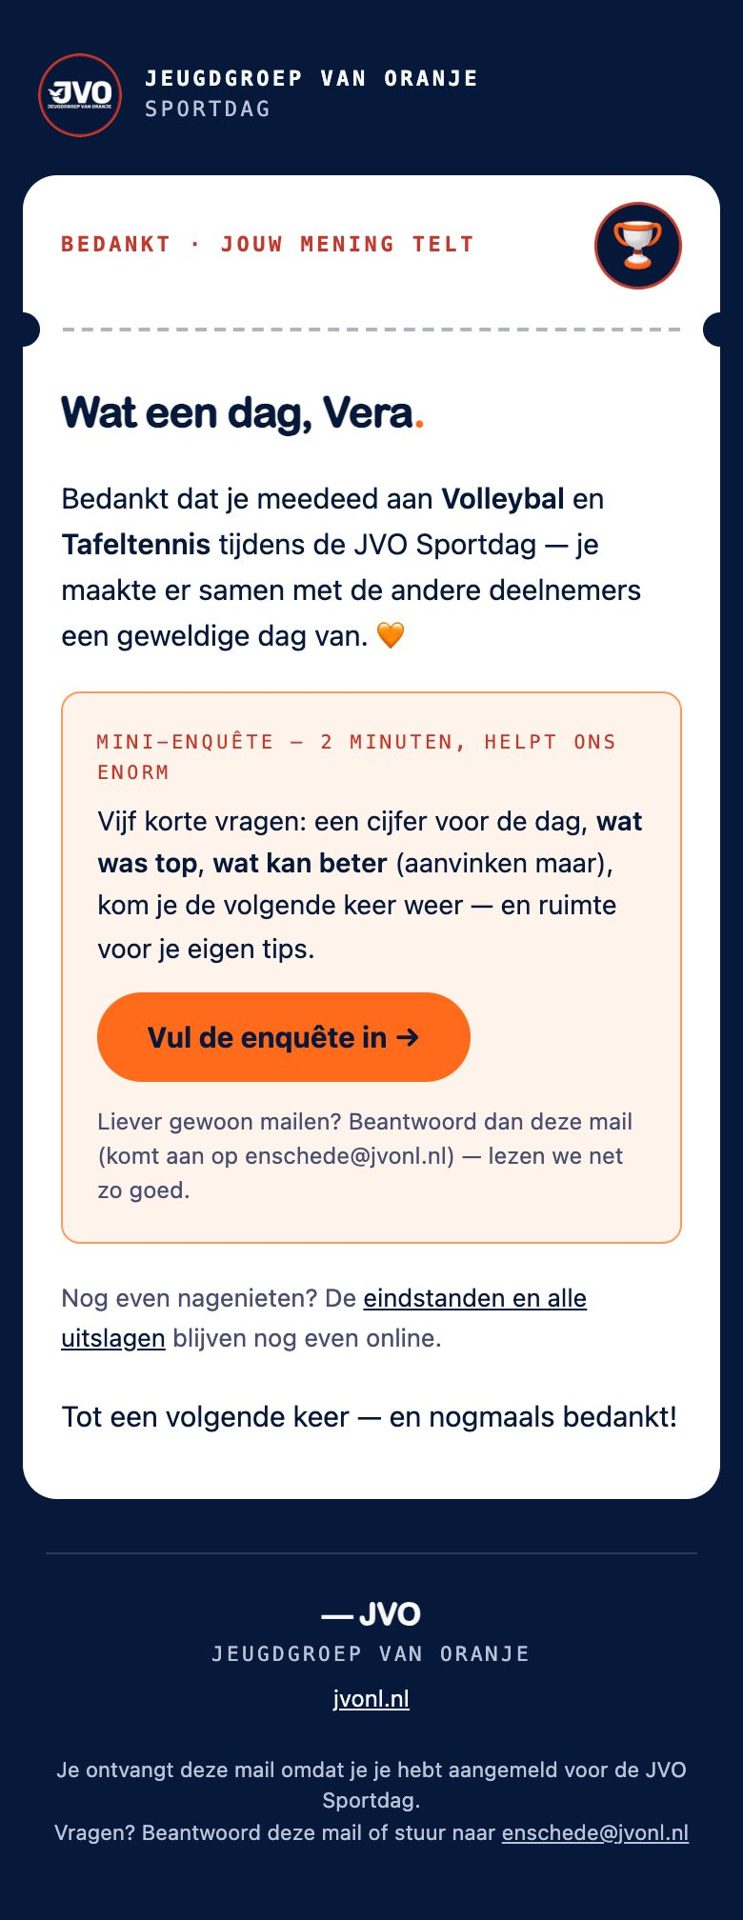 JVO
JEUGDGROEP VAN ORANJE
JEUGDGROEP VAN ORANJE
SPORTDAG
BEDANKT · JOUW MENING TELT
Wat een dag, Vera.
Bedankt dat je meedeed aan Volleybal en
Tafeltennis tijdens de JVO Sportdag — je
maakte er samen met de andere deelnemers
een geweldige dag van. 🧡
MINI-ENQUÊTE — 2 MINUTEN, HELPT ONS
ENORM
Vijf korte vragen: een cijfer voor de dag, wat
was top, wat kan beter (aanvinken maar),
kom je de volgende keer weer — en ruimte
voor je eigen tips.
Vul de enquête in →
Liever gewoon mailen? Beantwoord dan deze mail
(komt aan op enschede@jvonl.nl) — lezen we net
zo goed.
Nog even nagenieten? De eindstanden en alle
uitslagen blijven nog even online.
Tot een volgende keer — en nogmaals bedankt!
— JVO
JEUGDGROEP VAN ORANJE
jvonl.nl
Je ontvangt deze mail omdat je je hebt aangemeld voor de JVO
Sportdag.
Vragen? Beantwoord deze mail of stuur naar enschede@jvonl.nl